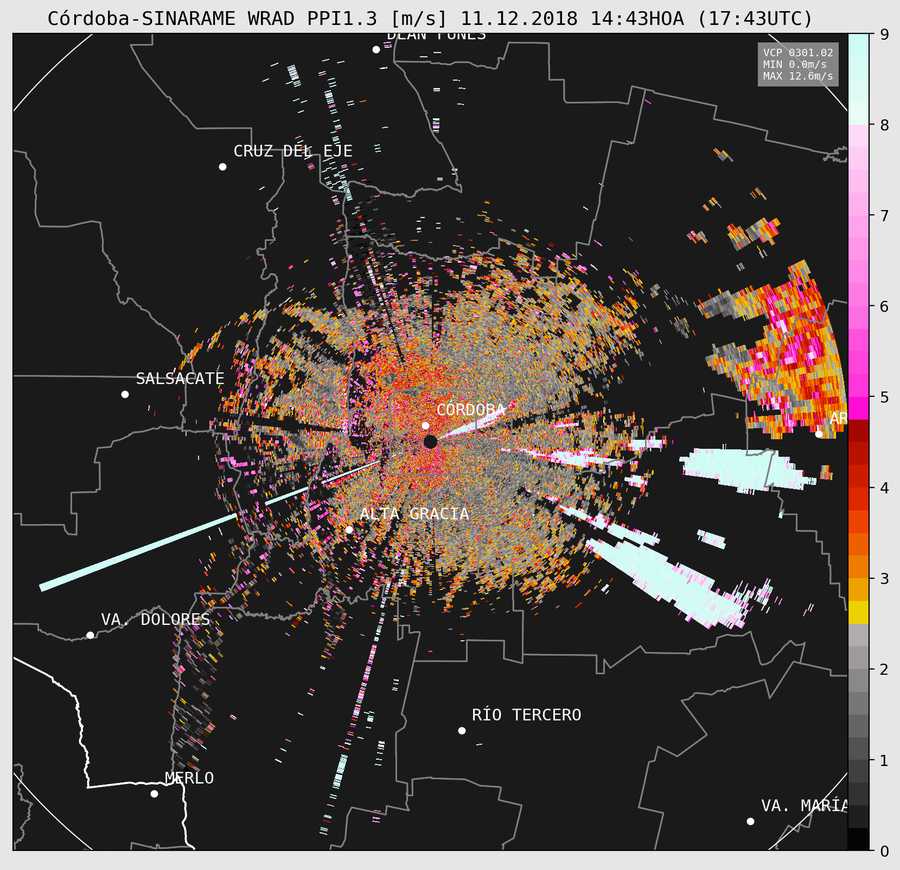 Córdoba-SINARAME WRAD PPI1.3 [m/s] 11.12.2018 14:43HOA (17:43UTC)
DEAN FUNES
VCP 0301.02
MIN 0.0m/s
MAX 12.6m/s
CRUZ DEL EJE
SALSACATE
CÓRDOBA
AR
ALTA GRACIA
VA. DOLORES
RÍO TERCERO
MERLO
VA. MARÍA
9
8
7
6
5
4
3
2
1
0